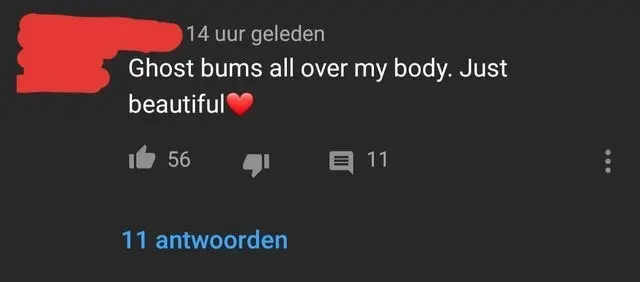 14 uur geleden
Ghost bums all over my body. Just
beautiful❤️
56
11
11 antwoorden